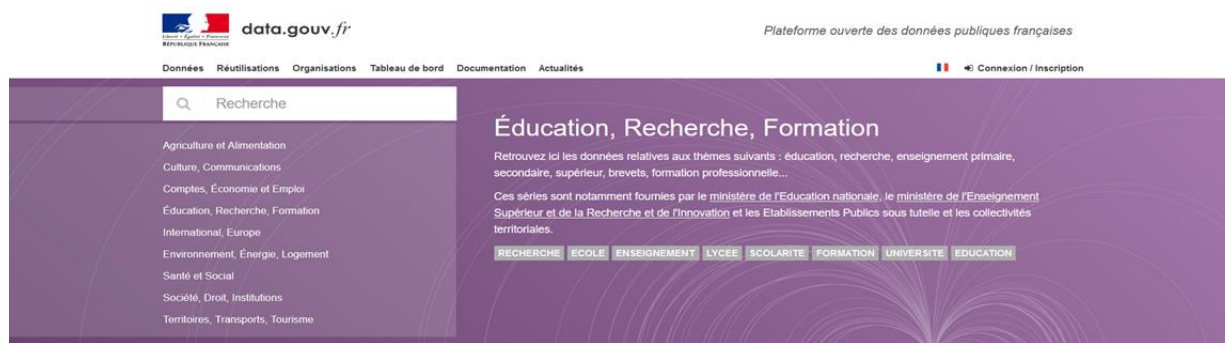 data.gouv.fr
Plateforme ouverte des données publiques françaises
RÉPUBLIQUE FRANÇAISE
Données Réutilisations Organisations Tableau de bord Documentation Actualités
Connexion / Inscription
Recherche
Agriculture et Alimentation
Culture, Communications
Comptes, Économie et Emploi
Éducation, Recherche, Formation
International, Europe
Environnement, Énergie, Logement
Santé et Social
Société, Droit, Institutions
Territoires, Transports, Tourisme
Éducation, Recherche, Formation
Retrouvez ici les données relatives aux thèmes suivants : éducation, recherche, enseignement primaire,
secondaire, supérieur, brevets, formation professionnelle...
Ces séries sont notamment fournies par le ministère de l'Education nationale, le ministère de l'Enseignement
Supérieur et de la Recherche et de l'Innovation et les Etablissements Publics sous tutelle et les collectivités
territoriales.
RECHERCHE ECOLE ENSEIGNEMENT LYCEE SCOLARITE FORMATION UNIVERSITE EDUCATION